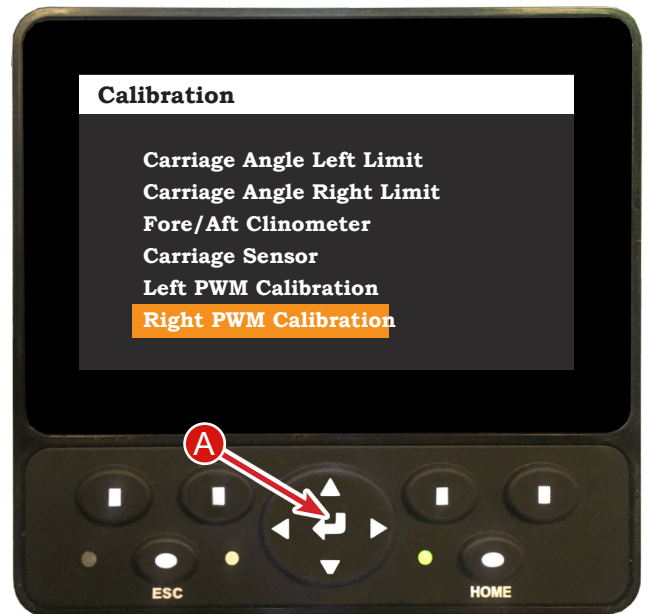 Calibration
Carriage Angle Left Limit
Carriage Angle Right Limit
Fore/Aft Clinometer
Carriage Sensor
Left PWM Calibration
Right PWM Calibration
A
ESC
HOME